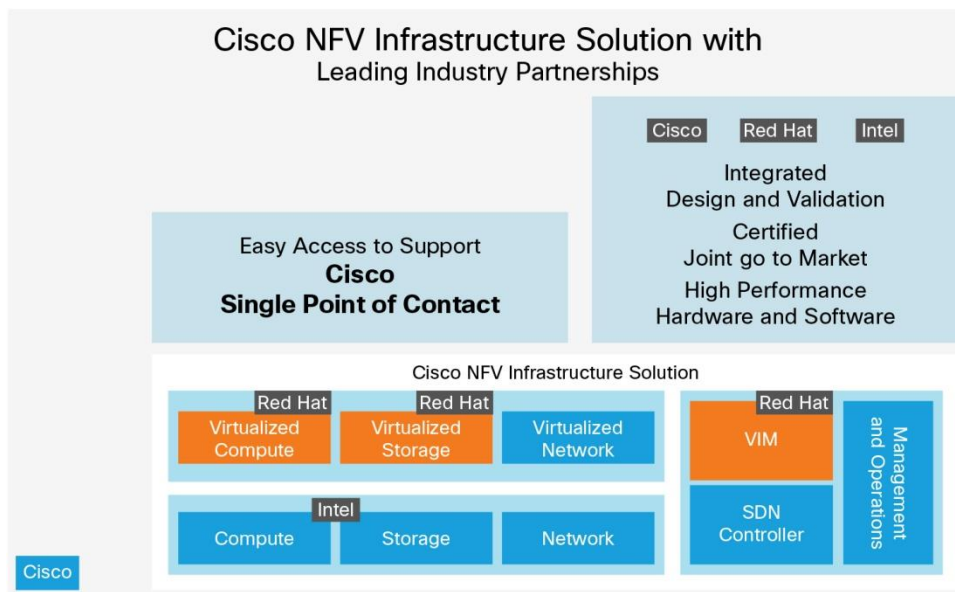 Cisco NFV Infrastructure Solution with
Leading Industry Partnerships
Cisco
Red Hat
Intel
Integrated
Design and Validation
Certified
Joint go to Market
High Performance
Hardware and Software
Easy Access to Support
Cisco
Single Point of Contact
Cisco NFV Infrastructure Solution
Red Hat
Virtualized
Compute
Red Hat
Virtualized
Storage
Virtualized
Network
Intel
Compute
Storage
Network
Red Hat
VIM
SDN
Controller
Management
and Operations
Cisco